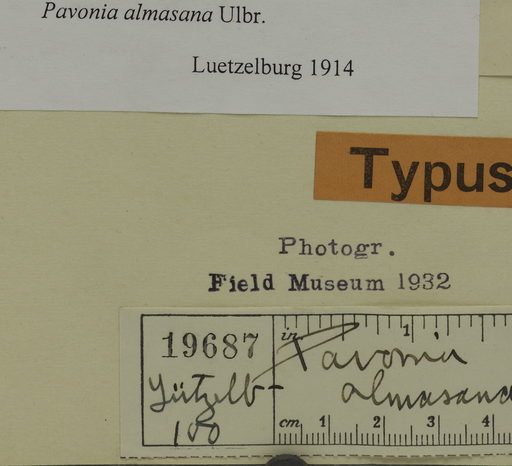 Pavonia almasana Ulbr.
Luetzelburg 1914
Typus
Photogr.
Field Museum 1932
19687
in. 1
Pavonia
Lützelb-
almasana
100
cm. 1 2 3 4